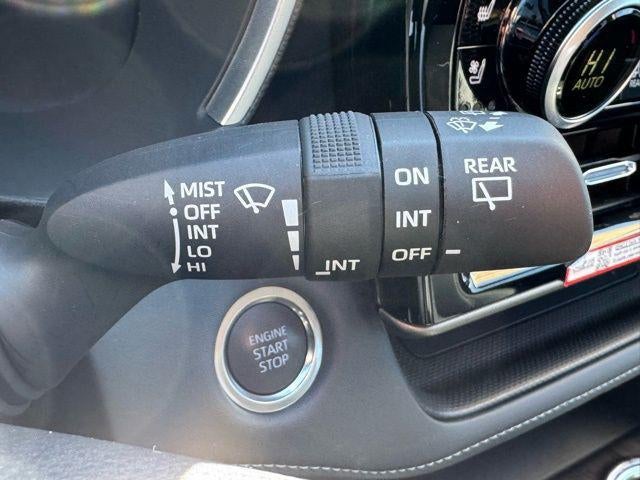 MIST
OFF
INT
LO
HI
INT
ON
INT
OFF
REAR
ENGINE
START
STOP
HI
AUTO